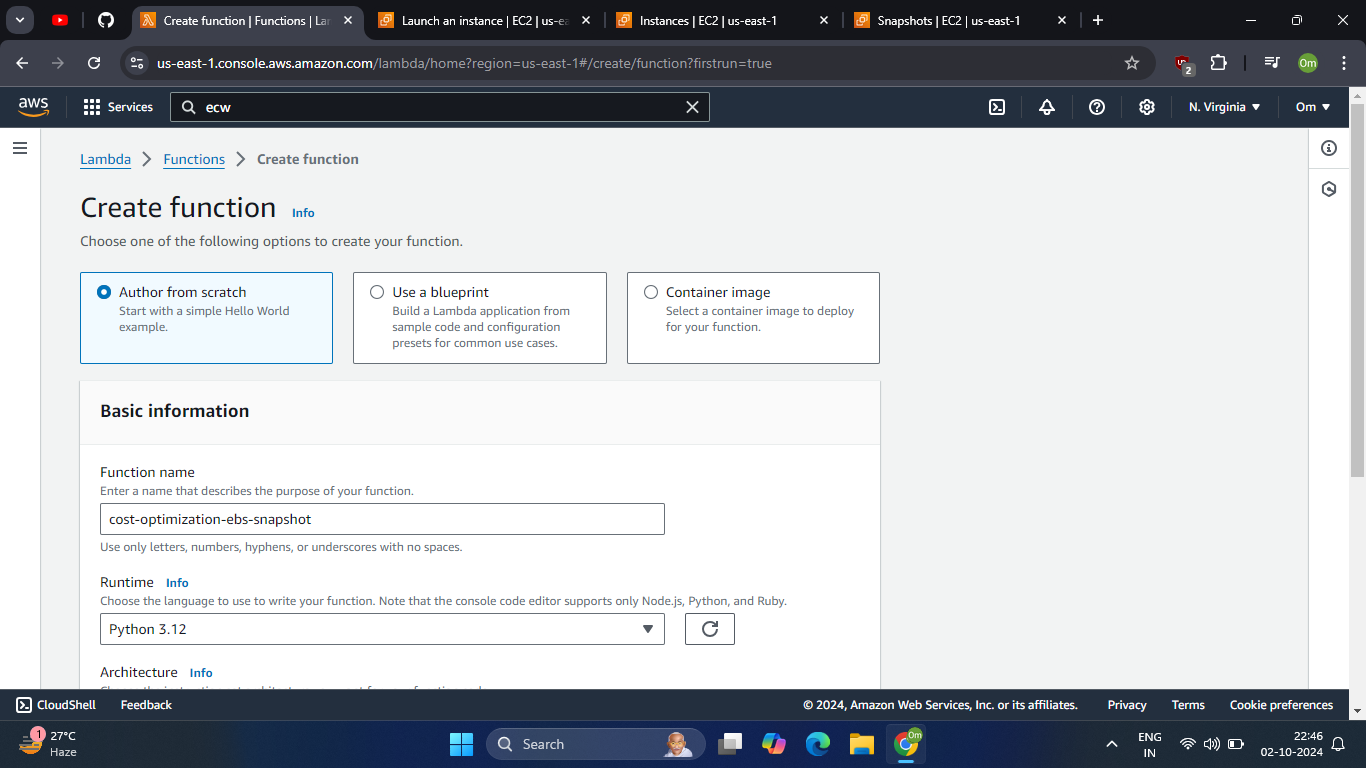 Create function | Functions | Lar
Launch an instance | EC2 | us-ea
Instances | EC2 | us-east-1
Snapshots | EC2 | us-east-1
us-east-1.console.aws.amazon.com/lambda/home?region=us-east-1#/create/function?firstrun=true
2
Om
aws
Services
ecw
N. Virginia
Om
Lambda
Functions
Create function
Create function Info
Choose one of the following options to create your function.
Author from scratch
Start with a simple Hello World
example.
Use a blueprint
Build a Lambda application from
sample code and configuration
presets for common use cases.
Container image
Select a container image to deploy
for your function.
Basic information
Function name
Enter a name that describes the purpose of your function.
cost-optimization-ebs-snapshot
Use only letters, numbers, hyphens, or underscores with no spaces.
Runtime Info
Choose the language to use to write your function. Note that the console code editor supports only Node.js, Python, and Ruby.
Python 3.12
Architecture Info
CloudShell
Feedback
© 2024, Amazon Web Services, Inc. or its affiliates.
Privacy
Terms
Cookie preferences
1
27°C
Haze
Search
Om
ENG
IN
22:46
02-10-2024